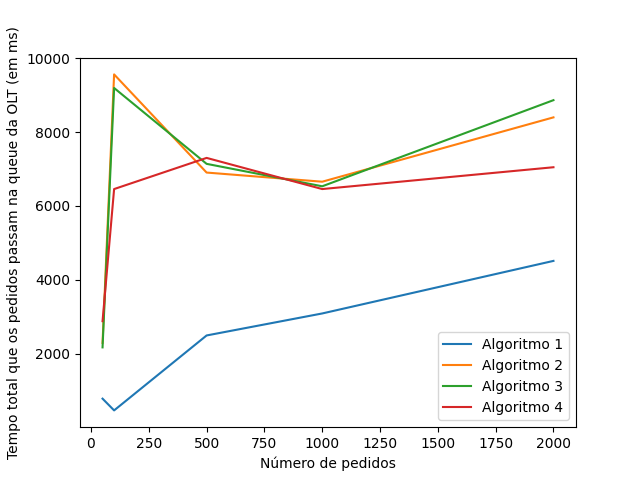 Tempo total que os pedidos passam na queue da OLT (em ms)
10000
8000
6000
4000
2000
0
250
500
750
1000
1250
1500
1750
2000
Número de pedidos
Algoritmo 1
Algoritmo 2
Algoritmo 3
Algoritmo 4